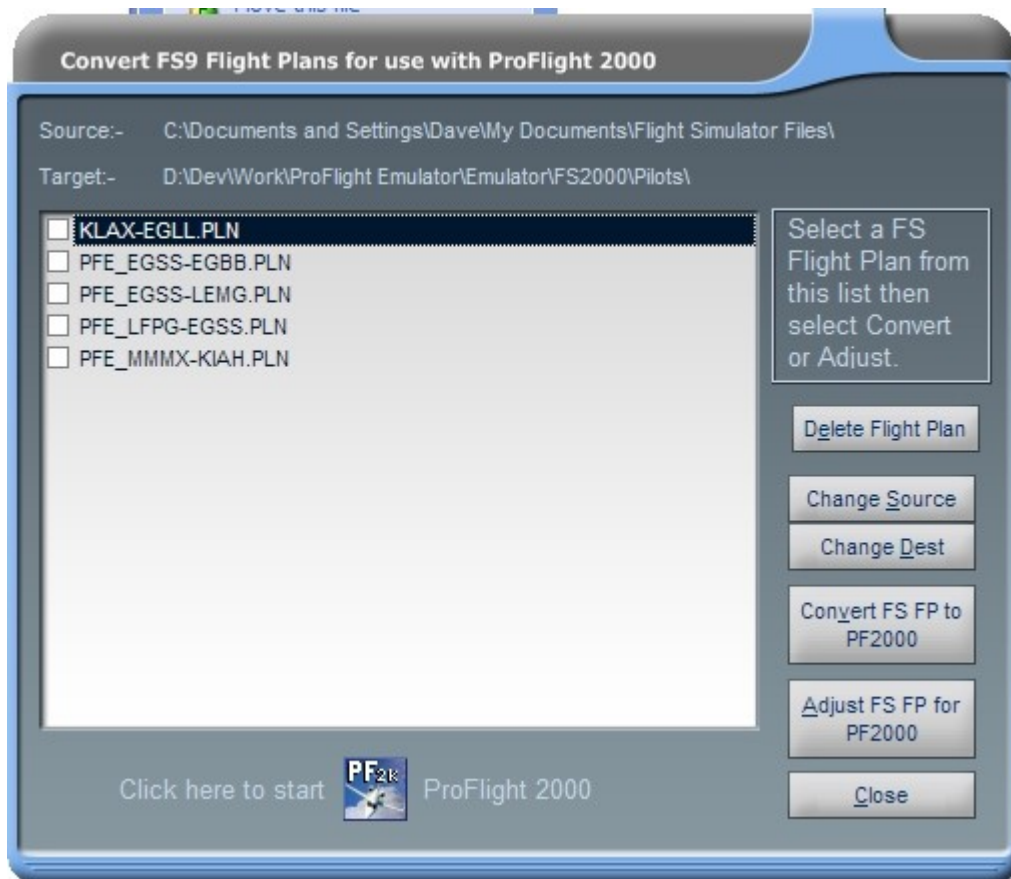 Move this file
Convert FS9 Flight Plans for use with ProFlight 2000
Source:- C:\Documents and Settings\Dave\My Documents\Flight Simulator Files\
Target:- D:\Dev\Work\ProFlight Emulator\Emulator\FS2000\Pilots\
KLAX-EGLL.PLN
PFE_EGSS-EGBB.PLN
PFE_EGSS-LEMG.PLN
PFE_LFPG-EGSS.PLN
PFE_MMMX-KIAH.PLN
Select a FS
Flight Plan from
this list then
select Convert
or Adjust.
Delete Flight Plan
Change Source
Change Dest
Convert FS FP to
PF2000
Adjust FS FP for
PF2000
Close
Click here to start PF2K ProFlight 2000